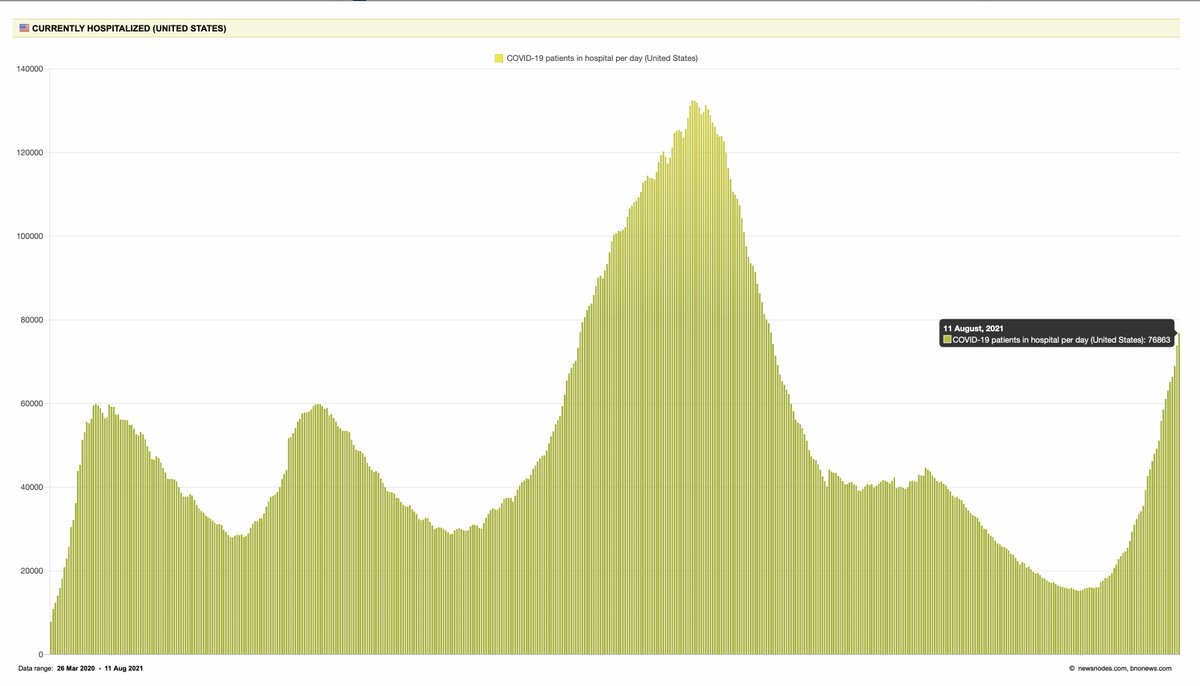 CURRENTLY HOSPITALIZED (UNITED STATES)
COVID-19 patients in hospital per day (United States)
140000
120000
100000
80000
60000
40000
20000
0
11 August, 2021
COVID-19 patients in hospital per day (United States): 76863
Data range: 26 Mar 2020 - 11 Aug 2021
© newsnodes.com, bnonews.com